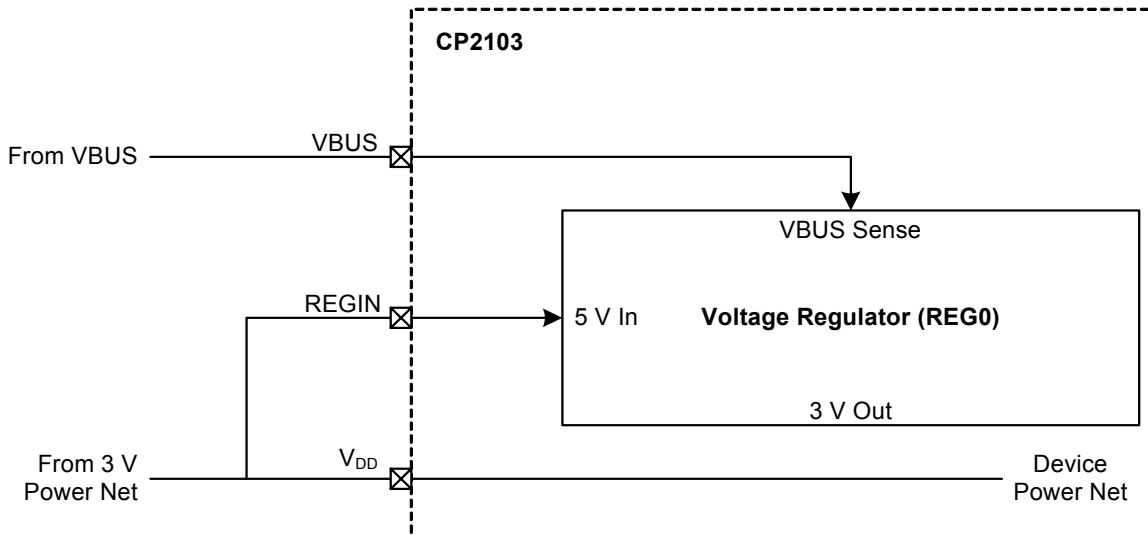 CP2103
From VBUS
VBUS
VBUS Sense
REGIN
5 V In
Voltage Regulator (REG0)
3 V Out
From 3 V
Power Net
VDD
Device
Power Net